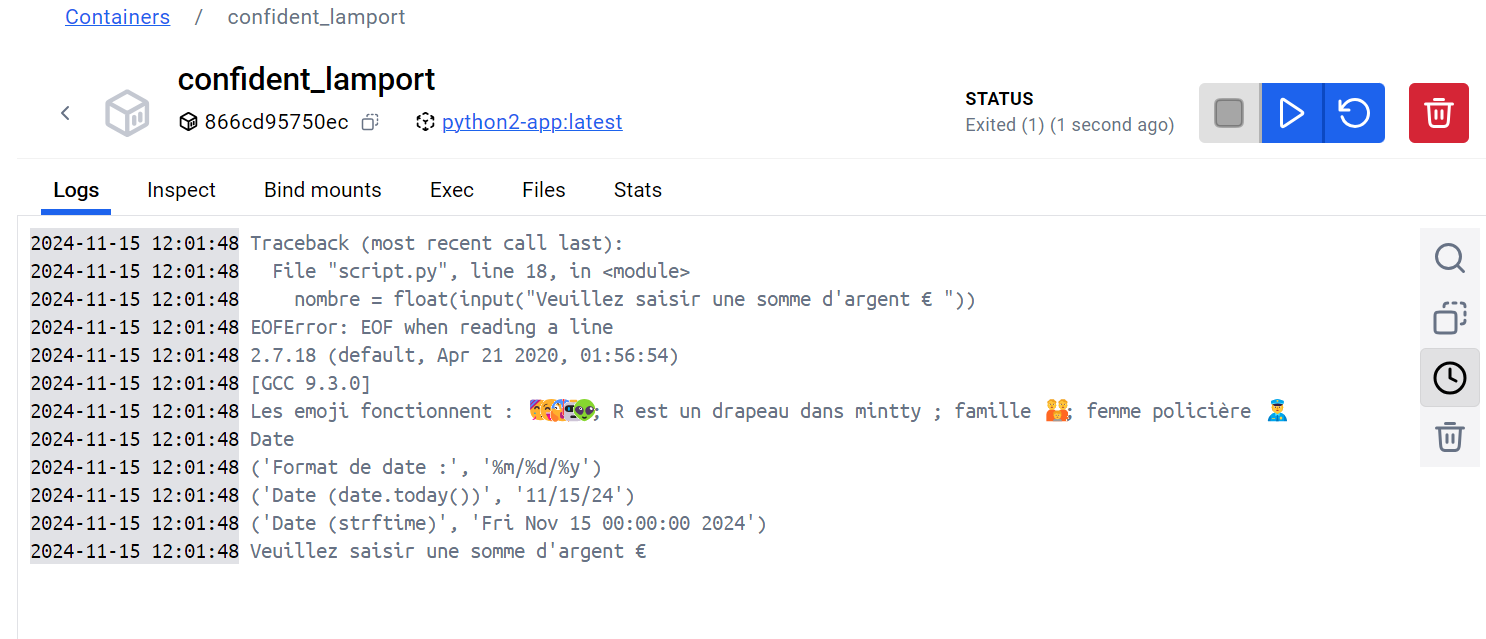 Containers / confident_lamport
confident_lamport
866cd95750ec python2-app:latest
STATUS
Exited (1) (1 second ago)
Logs Inspect Bind mounts Exec Files Stats
2024-11-15 12:01:48 Traceback (most recent call last):
2024-11-15 12:01:48   File "script.py", line 18, in <module>
2024-11-15 12:01:48     nombre = float(input("Veuillez saisir une somme d'argent € "))
2024-11-15 12:01:48 EOFError: EOF when reading a line
2024-11-15 12:01:48 2.7.18 (default, Apr 21 2020, 01:56:54)
2024-11-15 12:01:48 [GCC 9.3.0]
2024-11-15 12:01:48 Les emoji fonctionnent : ; R est un drapeau dans mintty ; famille ; femme policière
2024-11-15 12:01:48 Date
2024-11-15 12:01:48 ('Format de date :', '%m/%d/%y')
2024-11-15 12:01:48 ('Date (date.today())', '11/15/24')
2024-11-15 12:01:48 ('Date (strftime)', 'Fri Nov 15 00:00:00 2024')
2024-11-15 12:01:48 Veuillez saisir une somme d'argent €